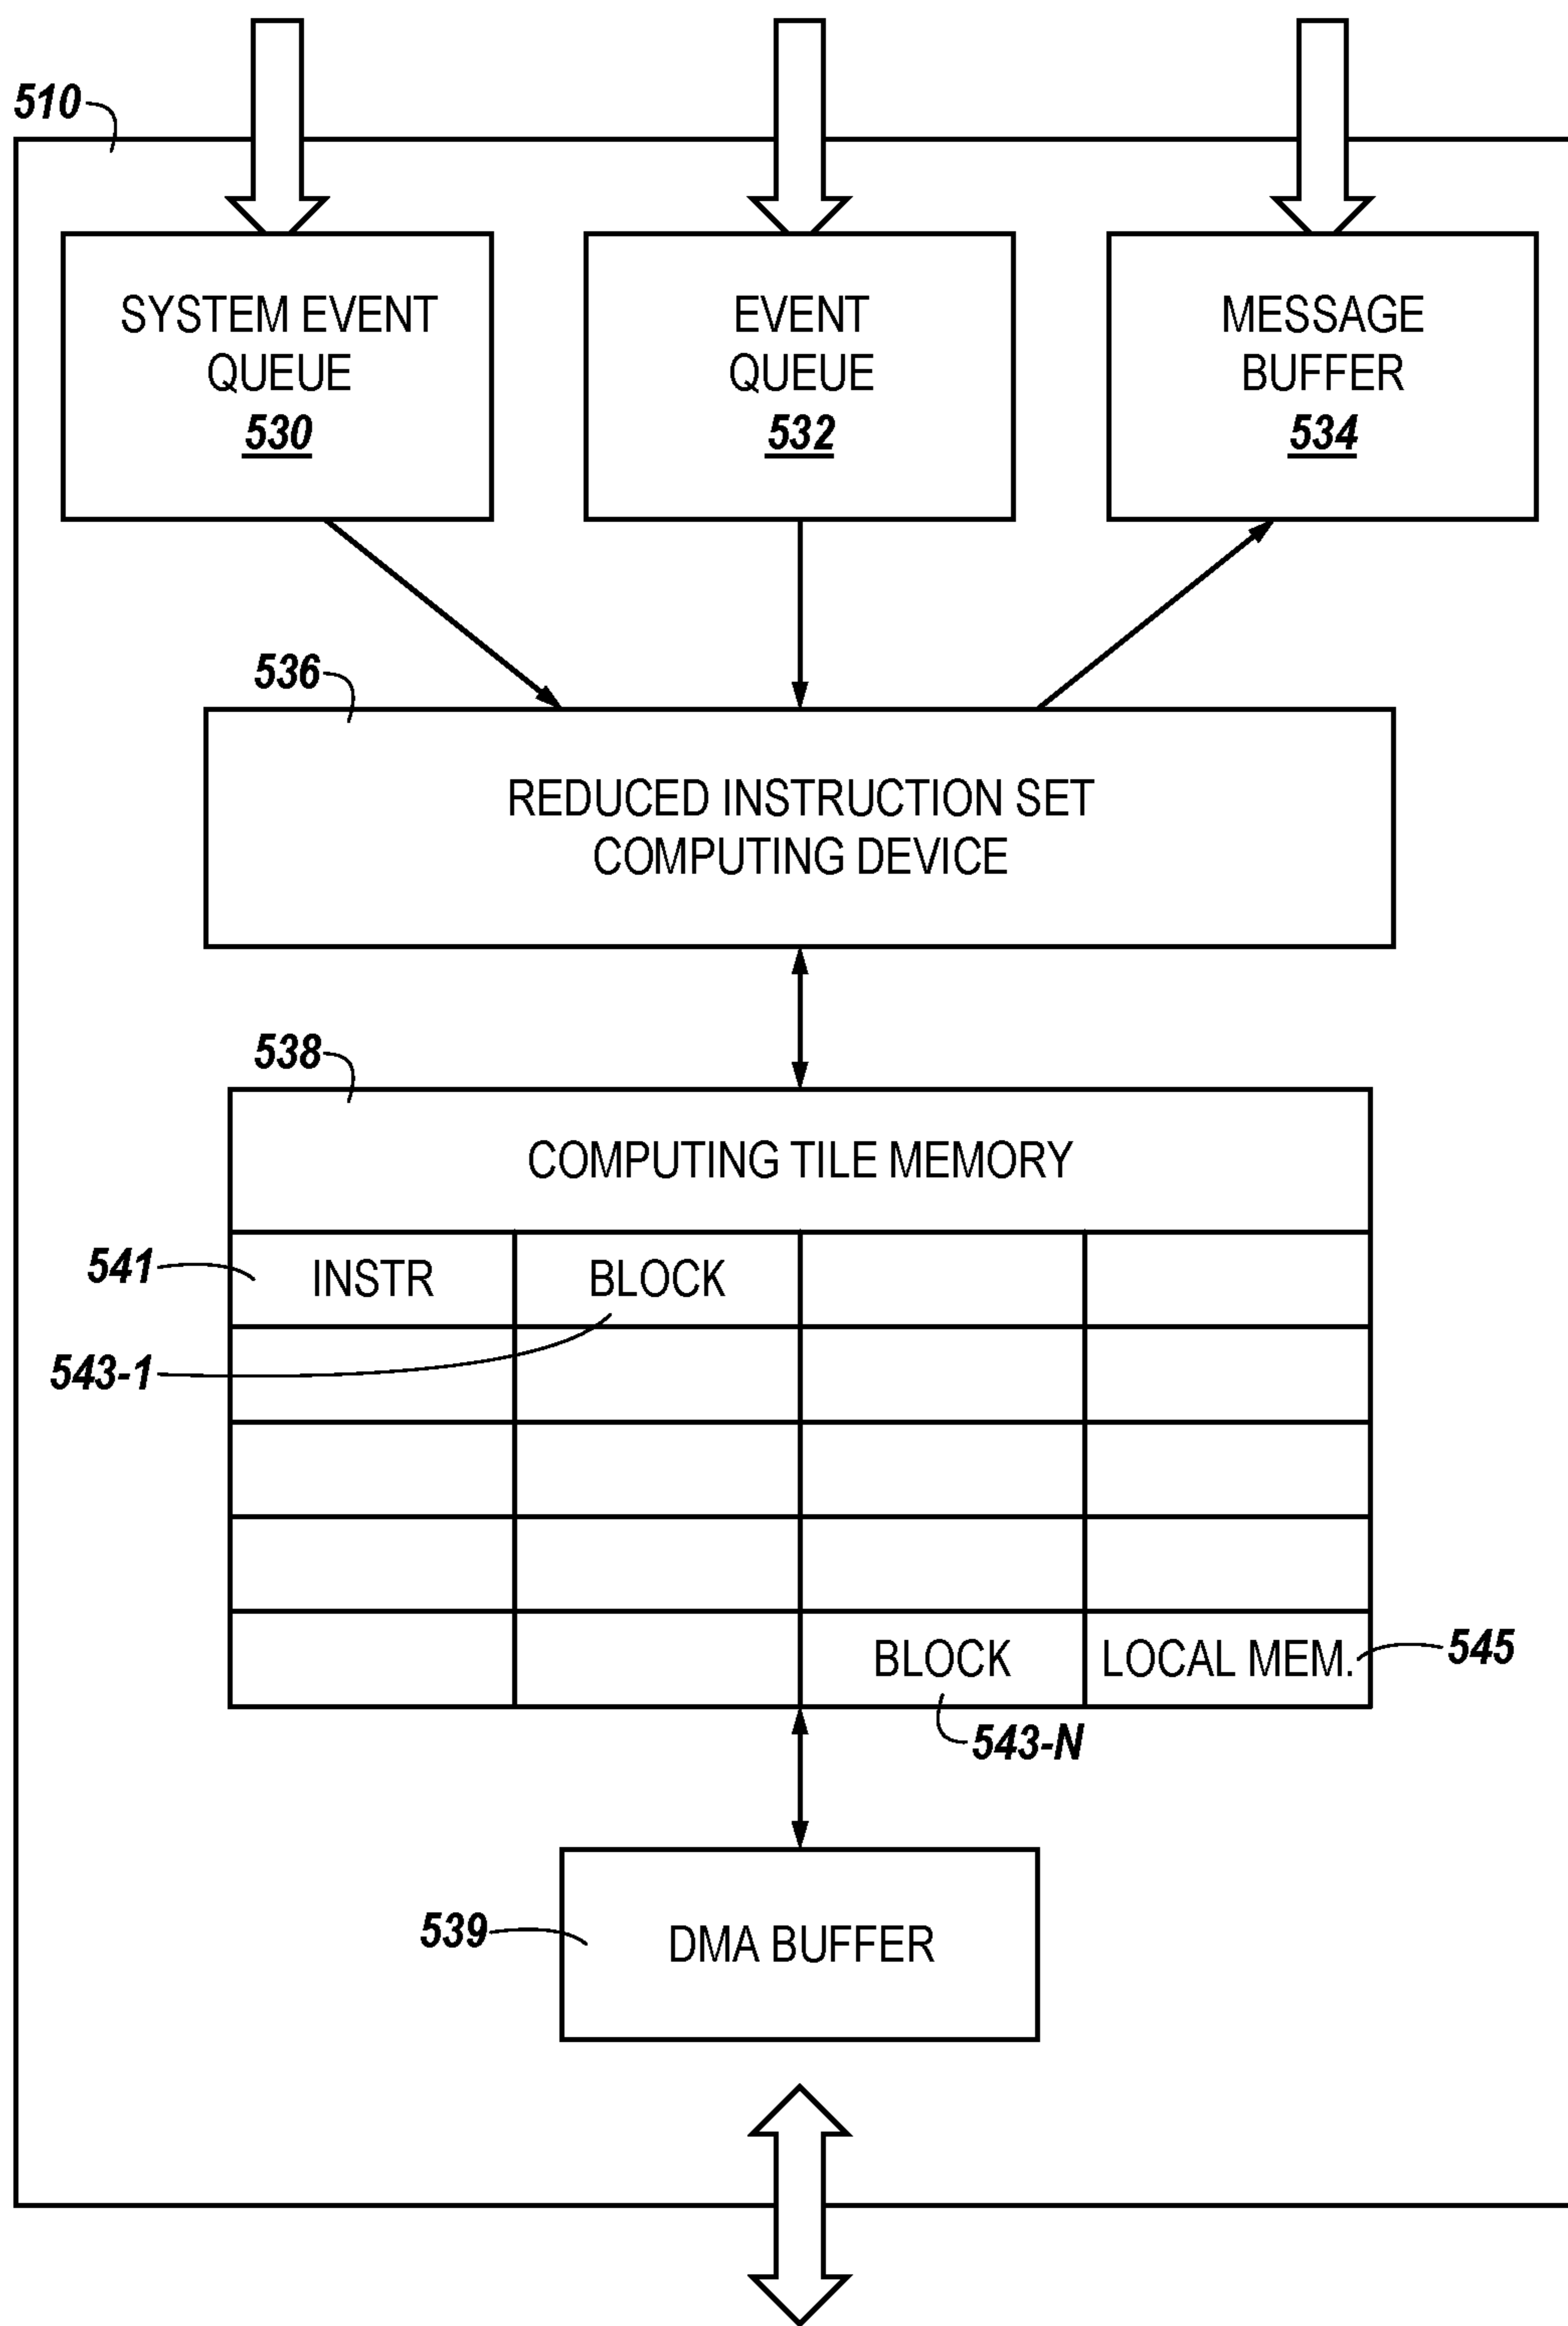 510
SYSTEM EVENT
QUEUE
530
EVENT
QUEUE
532
MESSAGE
BUFFER
534
536
REDUCED INSTRUCTION SET
COMPUTING DEVICE
538
COMPUTING TILE MEMORY
541
INSTR
BLOCK
543-1
BLOCK
LOCAL MEM.
545
543-N
539
DMA BUFFER